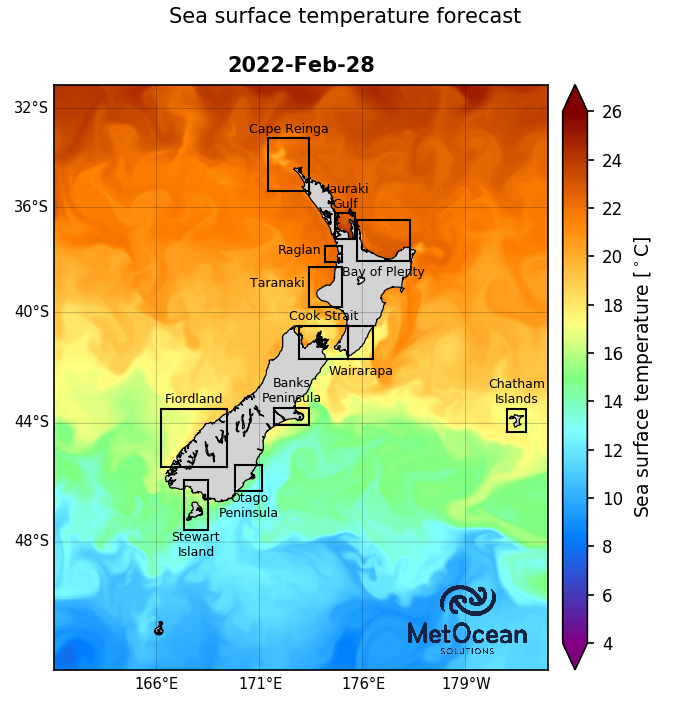 Sea surface temperature forecast
2022-Feb-28
32°S
36°S
40°S
44°S
48°S
Cape Reinga
Hauraki
Gulf
Raglan
Bay of Plenty
Taranaki
Cook Strait
Wairarapa
Banks
Peninsula
Fiordland
Chatham
Islands
Otago
Peninsula
Stewart
Island
MetOcean
SOLUTIONS
166°E
171°E
176°E
179°W
26
24
22
20
18
16
14
12
10
8
6
4
Sea surface temperature [°C]